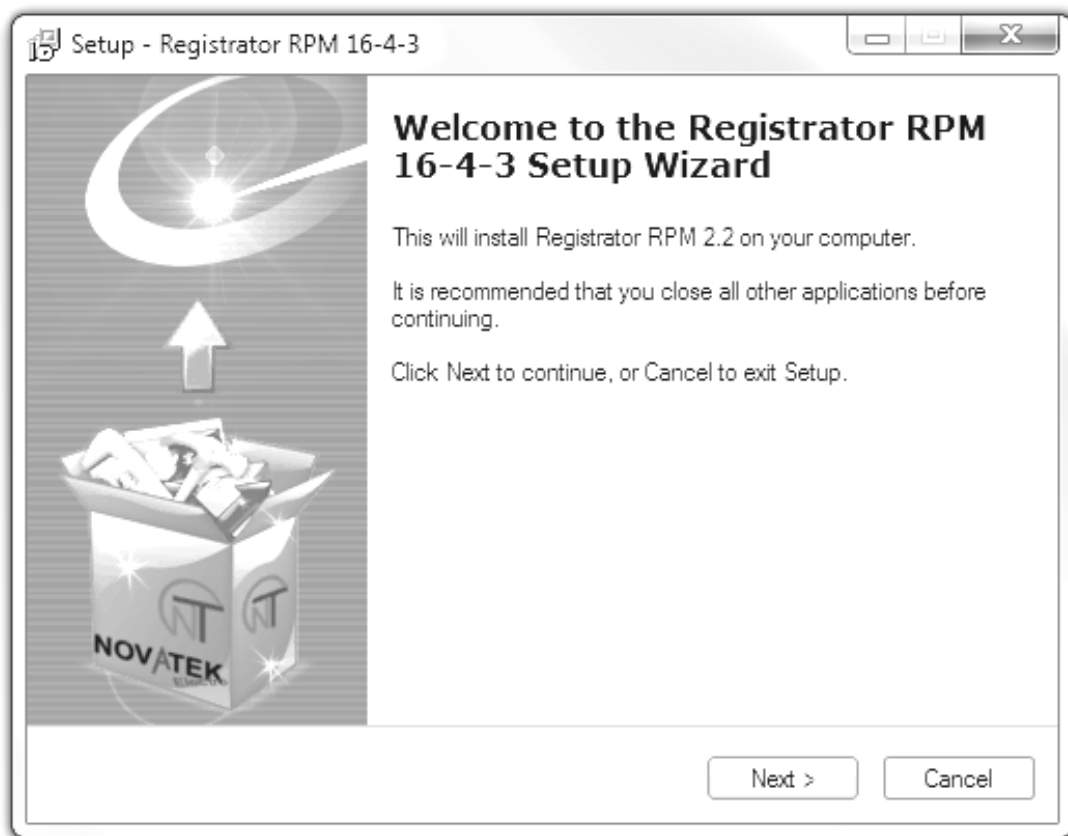 Setup - Registrator RPM 16-4-3
Welcome to the Registrator RPM
16-4-3 Setup Wizard
This will install Registrator RPM 2.2 on your computer.
It is recommended that you close all other applications before
continuing.
Click Next to continue, or Cancel to exit Setup.
NT
NT
NOVATEK
Electro
Next >
Cancel